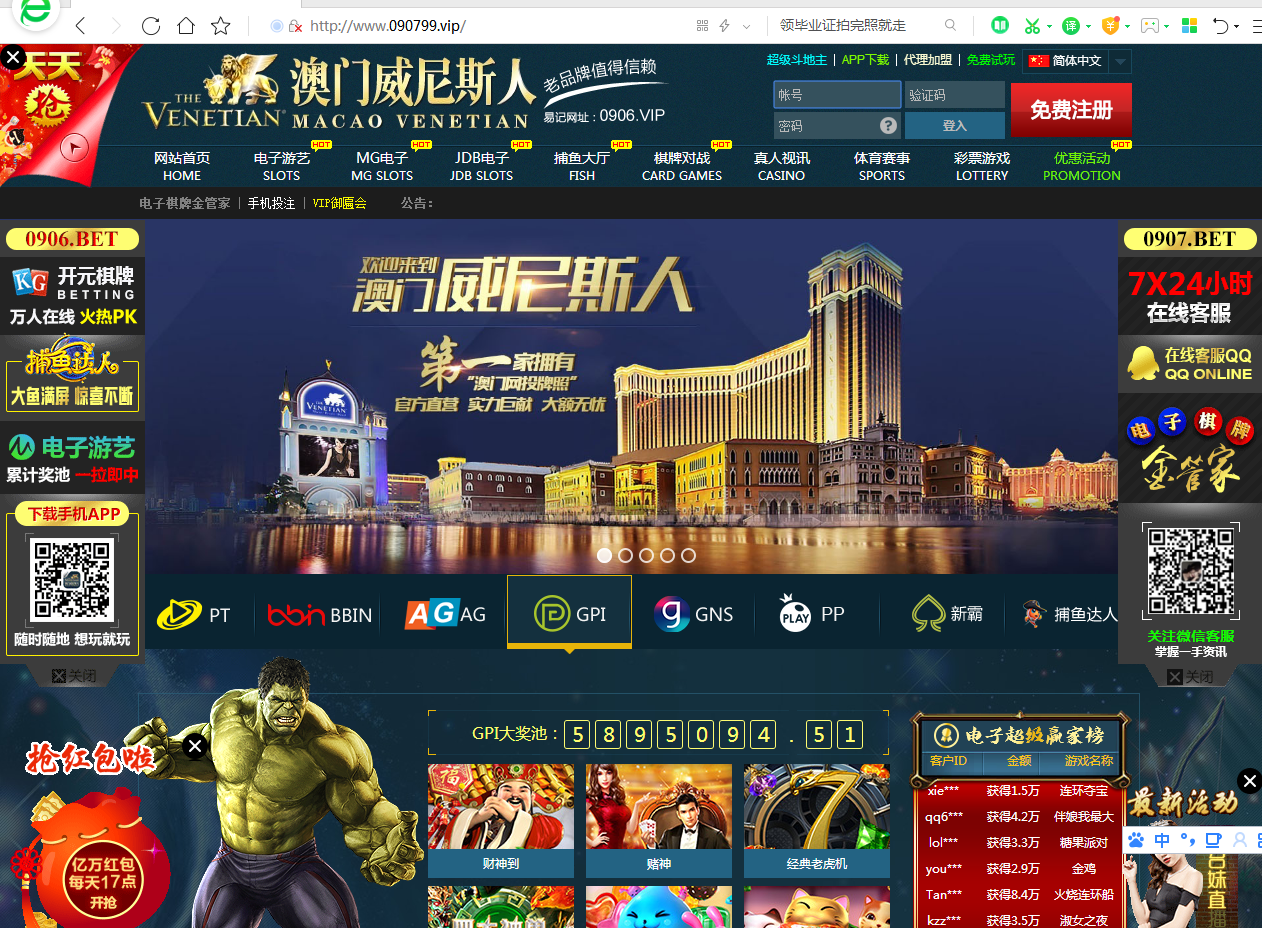 http://www.090799.vip/
领毕业证拍完照就走
译
天天
抢
THE VENETIAN
澳门威尼斯人
MACAO VENETIAN
老品牌值得信赖
易记网址：0906.VIP
超级斗地主 | APP下载 | 代理加盟 | 免费试玩
简体中文
帐号
验证码
密码
?
登入
免费注册
HOT HOT HOT HOT HOT HOT
网站首页 电子游艺 MG电子 JDB电子 捕鱼大厅 棋牌对战 真人视讯 体育赛事 彩票游戏 优惠活动
HOME SLOTS MG SLOTS JDB SLOTS FISH CARD GAMES CASINO SPORTS LOTTERY PROMOTION
电子棋牌金管家 | 手机投注 | VIP御匾会 公告：
0906.BET
KG 开元棋牌
BETTING
万人在线 火热PK
捕鱼达人
大鱼满屏 惊喜不断
电子游艺
累计奖池 一拉即中
下载手机APP
随时随地 想玩就玩
关闭
欢迎来到
澳门威尼斯人
第一家拥有
“澳门网投牌照”
官方直营 实力巨献 大额无忧
THE VENETIAN
0907.BET
7X24小时
在线客服
在线客服QQ
QQ ONLINE
电子棋牌
金管家
关注微信客服
掌握一手资讯
关闭
PT
bbin BBIN
AG AG
GPI
g GNS
PLAY PP
新霸
捕鱼达人
抢红包啦
亿万红包
每天17点
开抢
GPI大奖池： 5 8 9 5 0 9 4 . 5 1
福
财神到
赌神
7
经典老虎机
电子超级赢家榜
客户ID 金额 游戏名称
xie*** 获得1.5万 连环夺宝
qq6*** 获得4.2万 伴娘我最大
lol*** 获得3.3万 糖果派对
you*** 获得2.9万 金鸡
Tan*** 获得8.4万 火烧连环船
kzz*** 获得3.5万 淑女之夜
最新活动
中
妹直播